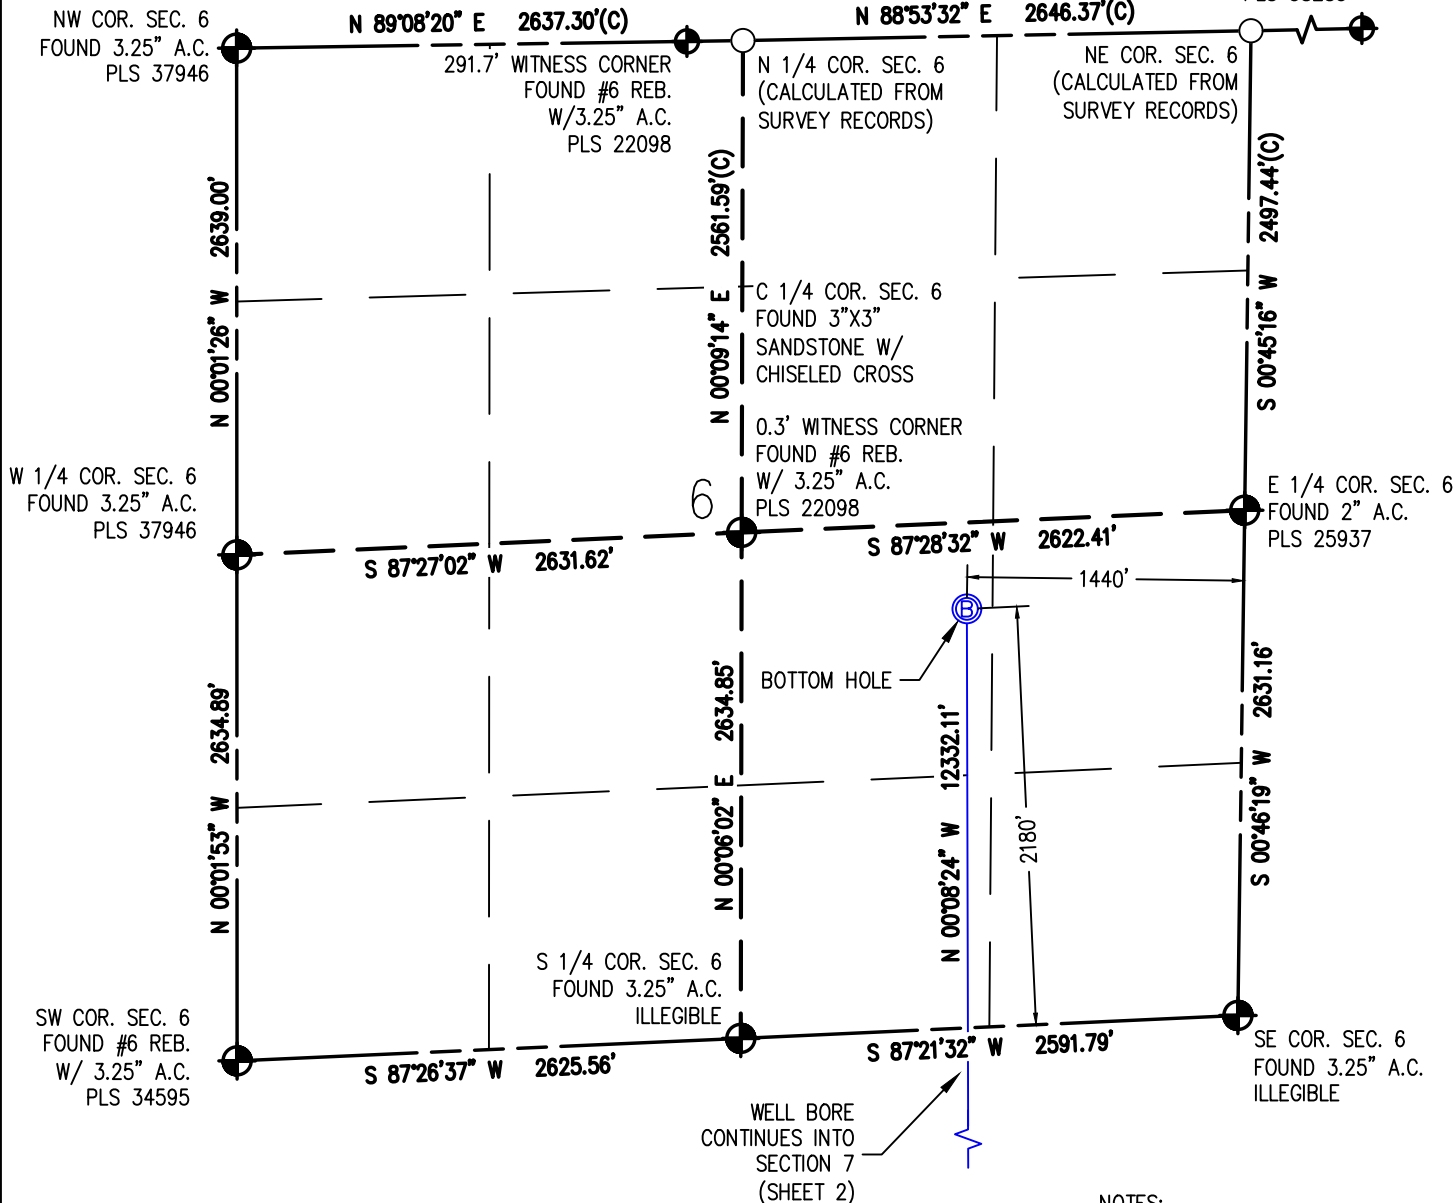 NW COR. SEC. 6
FOUND 3.25" A.C.
PLS 37946
N 89°08'20" E 2637.30'(C)
N 88°53'32" E 2646.37'(C)
291.7' WITNESS CORNER
FOUND #6 REB.
W/3.25" A.C.
PLS 22098
N 1/4 COR. SEC. 6
(CALCULATED FROM
SURVEY RECORDS)
NE COR. SEC. 6
(CALCULATED FROM
SURVEY RECORDS)
N 00°01'26" W 2639.00'
N 00°09'14" E 2561.59'(C)
S 00°45'16" W 2497.44'(C)
C 1/4 COR. SEC. 6
FOUND 3"X3"
SANDSTONE W/
CHISELED CROSS
0.3' WITNESS CORNER
FOUND #6 REB.
W/ 3.25" A.C.
PLS 22098
W 1/4 COR. SEC. 6
FOUND 3.25" A.C.
PLS 37946
6
E 1/4 COR. SEC. 6
FOUND 2" A.C.
PLS 25937
S 87°27'02" W 2631.62'
S 87°28'32" W 2622.41'
1440'
B
BOTTOM HOLE
N 00°01'53" W 2634.89'
N 00°06'02" E 2634.85'
N 00°08'24" W 12332.11'
2180'
S 00°46'19" W 2631.16'
S 1/4 COR. SEC. 6
FOUND 3.25" A.C.
ILLEGIBLE
SW COR. SEC. 6
FOUND #6 REB.
W/ 3.25" A.C.
PLS 34595
S 87°26'37" W 2625.56'
S 87°21'32" W 2591.79'
SE COR. SEC. 6
FOUND 3.25" A.C.
ILLEGIBLE
WELL BORE
CONTINUES INTO
SECTION 7
(SHEET 2)
NOTES: